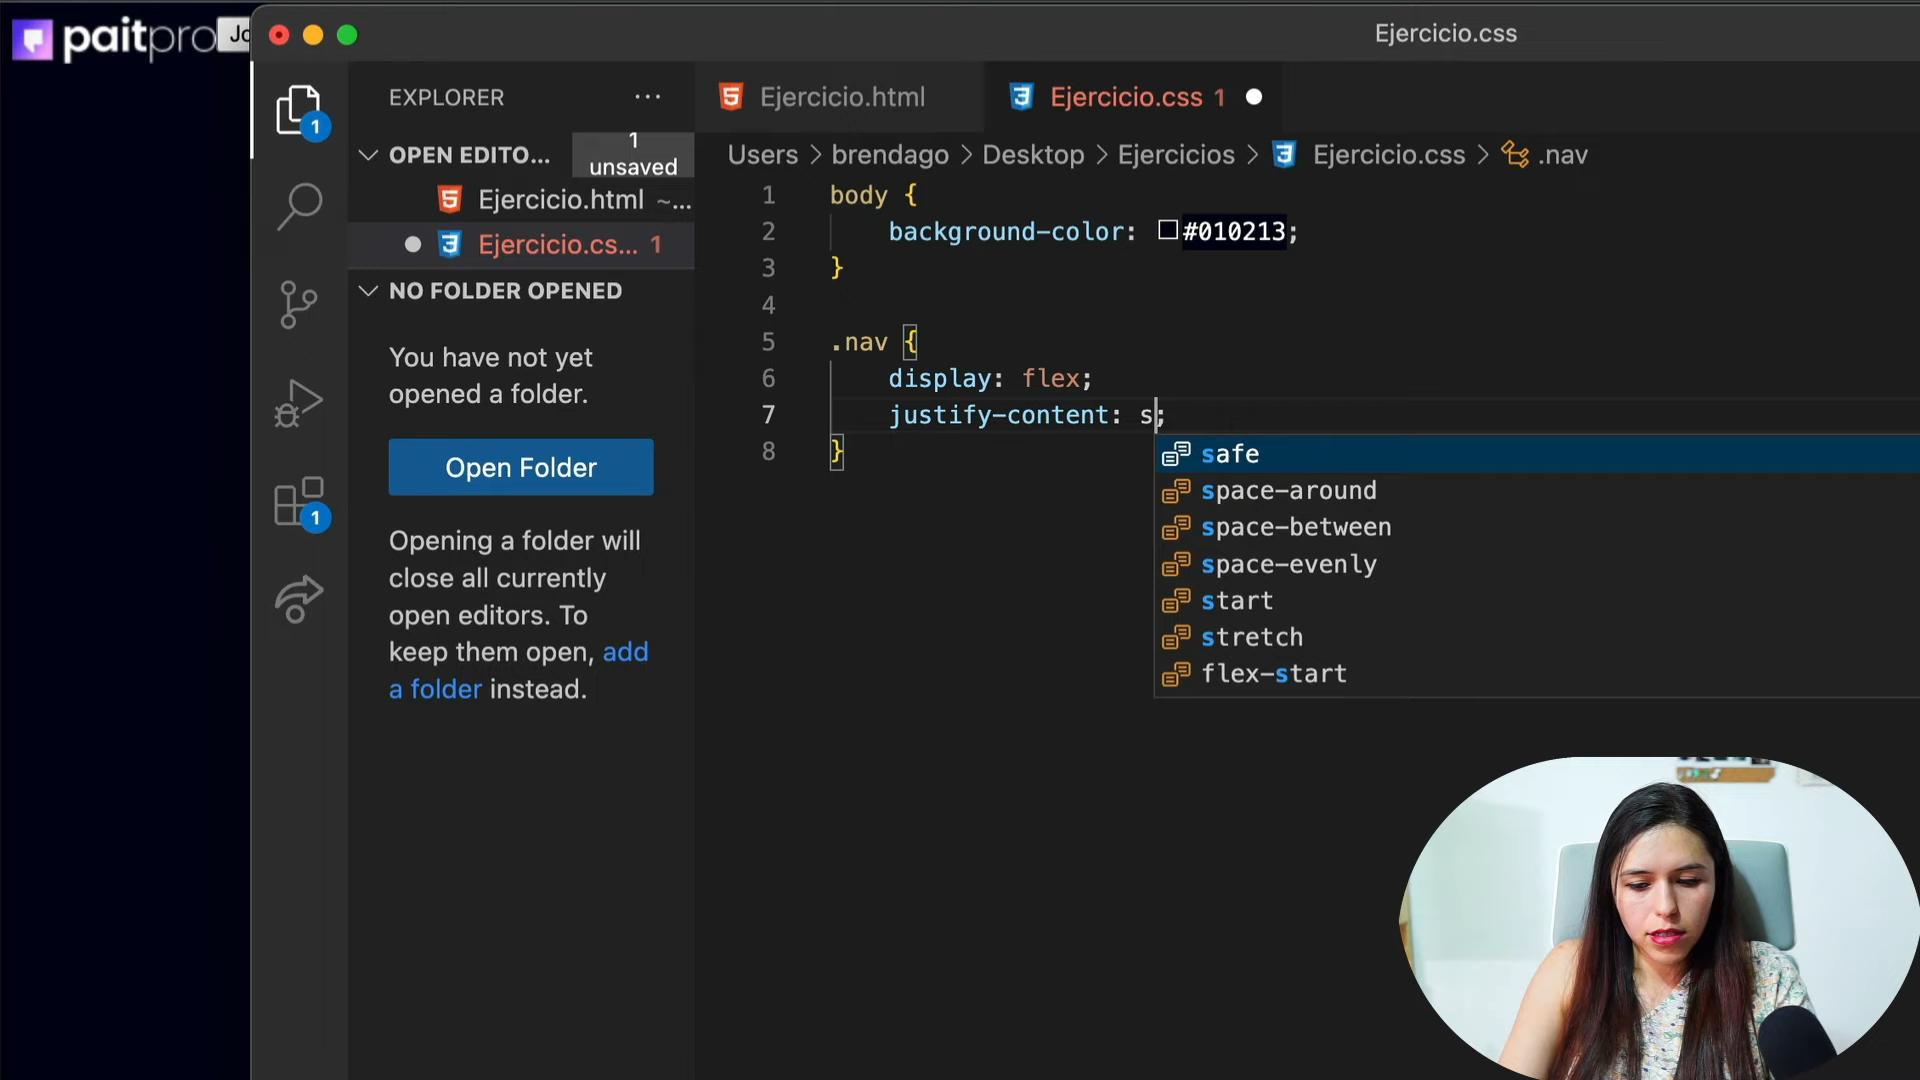 paitpro
Jo
Ejercicio.css
EXPLORER ···
Ejercicio.html
Ejercicio.css 1
1
OPEN EDITO...
1
unsaved
Users > brendago > Desktop > Ejercicios > Ejercicio.css > .nav
Ejercicio.html ~...
Ejercicio.cs... 1
NO FOLDER OPENED
You have not yet
opened a folder.
Open Folder
Opening a folder will
close all currently
open editors. To
keep them open, add
a folder instead.
1
1 body {
2 background-color: #010213;
3 }
4
5 .nav {
6 display: flex;
7 justify-content: s;
8 }
safe
space-around
space-between
space-evenly
start
stretch
flex-start